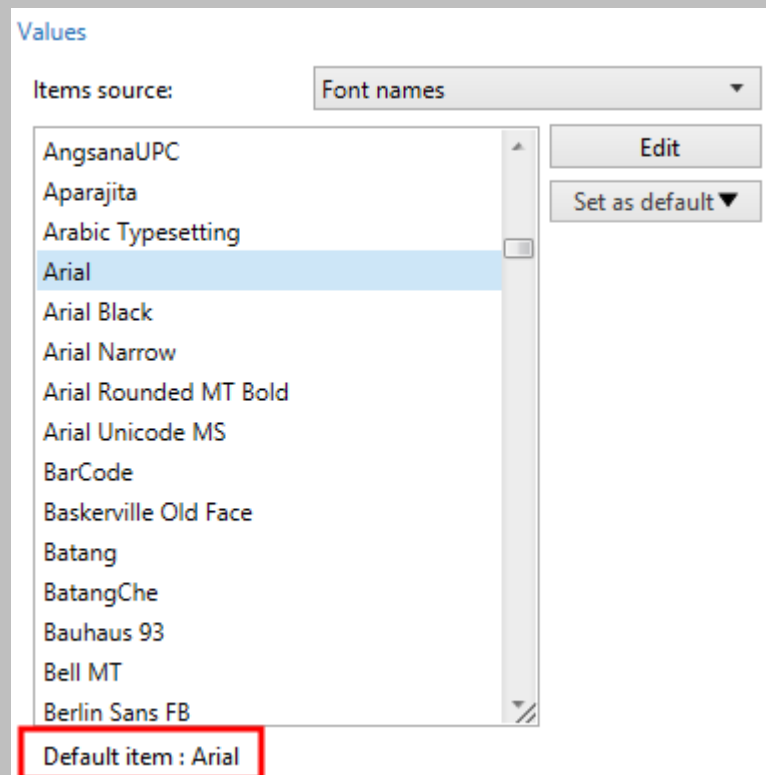 Values
Items source: Font names
AngsanaUPC
Edit
Aparajita
Set as default
Arabic Typesetting
Arial
Arial Black
Arial Narrow
Arial Rounded MT Bold
Arial Unicode MS
BarCode
Baskerville Old Face
Batang
BatangChe
Bauhaus 93
Bell MT
Berlin Sans FB
Default item : Arial